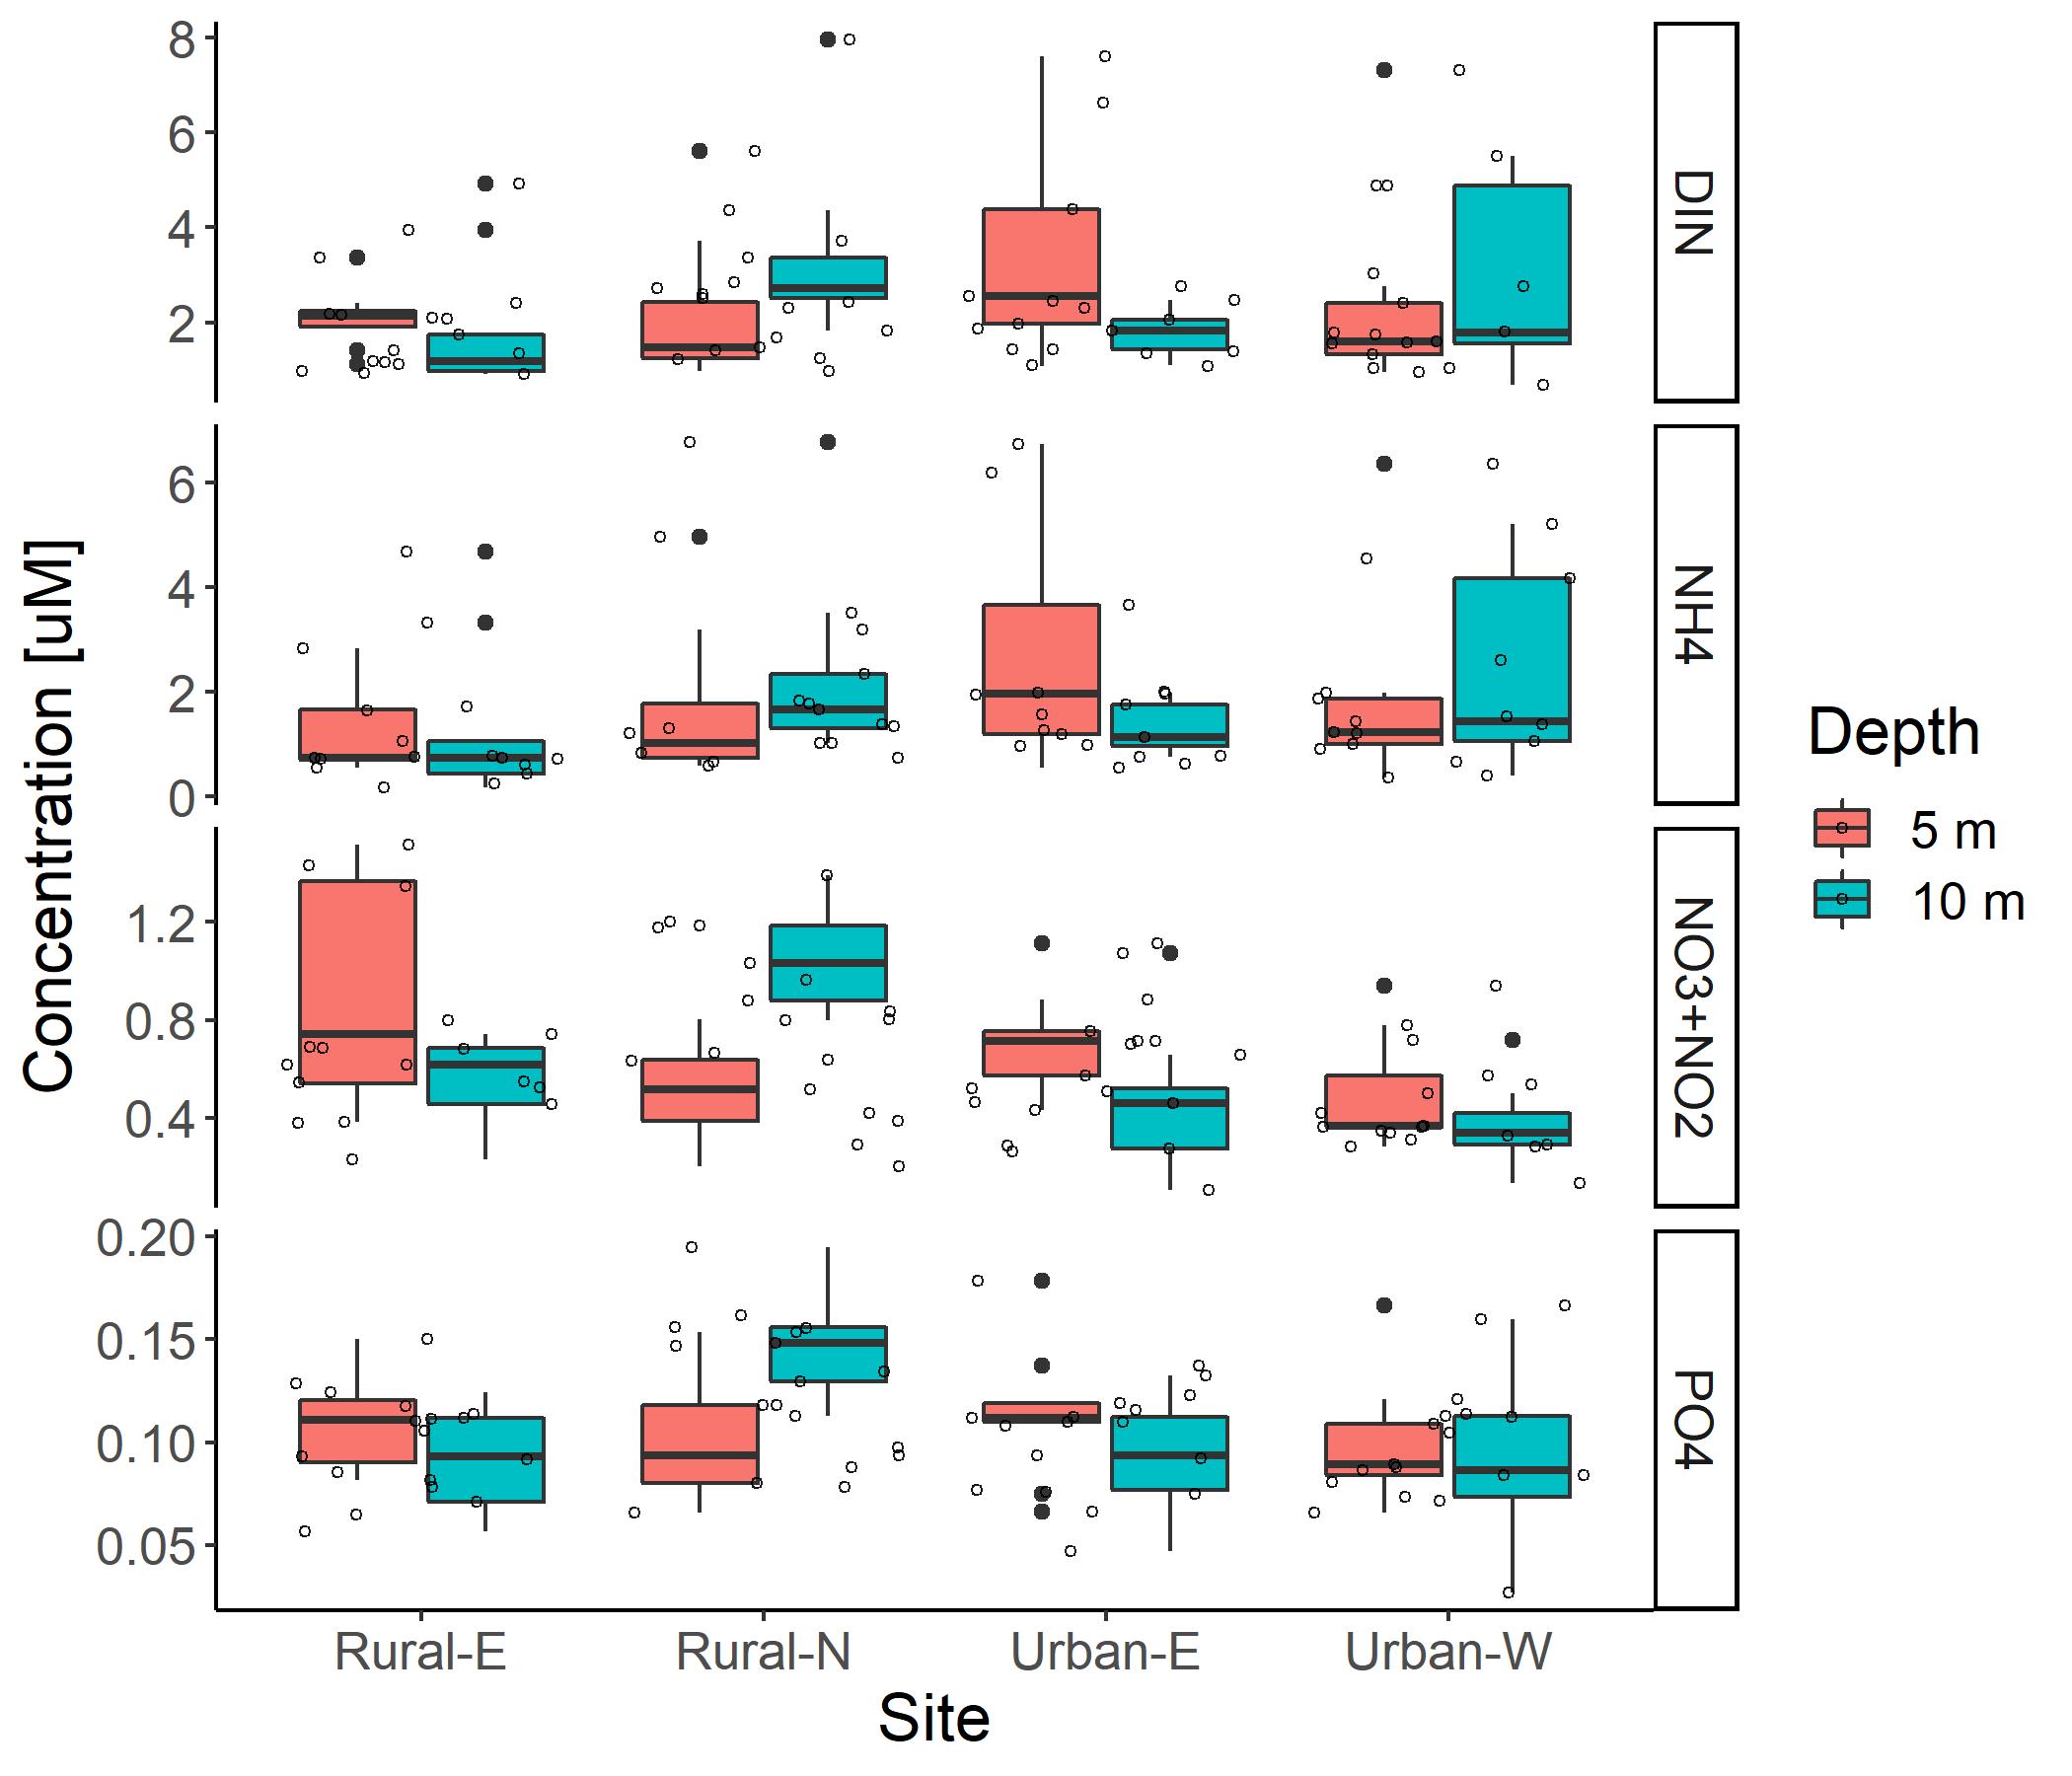 8
6
4
2
DIN
6
4
2
0
NH4
1.2
0.8
0.4
NO3+NO2
0.20
0.15
0.10
0.05
PO4
Concentration [uM]
Rural-E Rural-N Urban-E Urban-W
Site
Depth
5 m
10 m